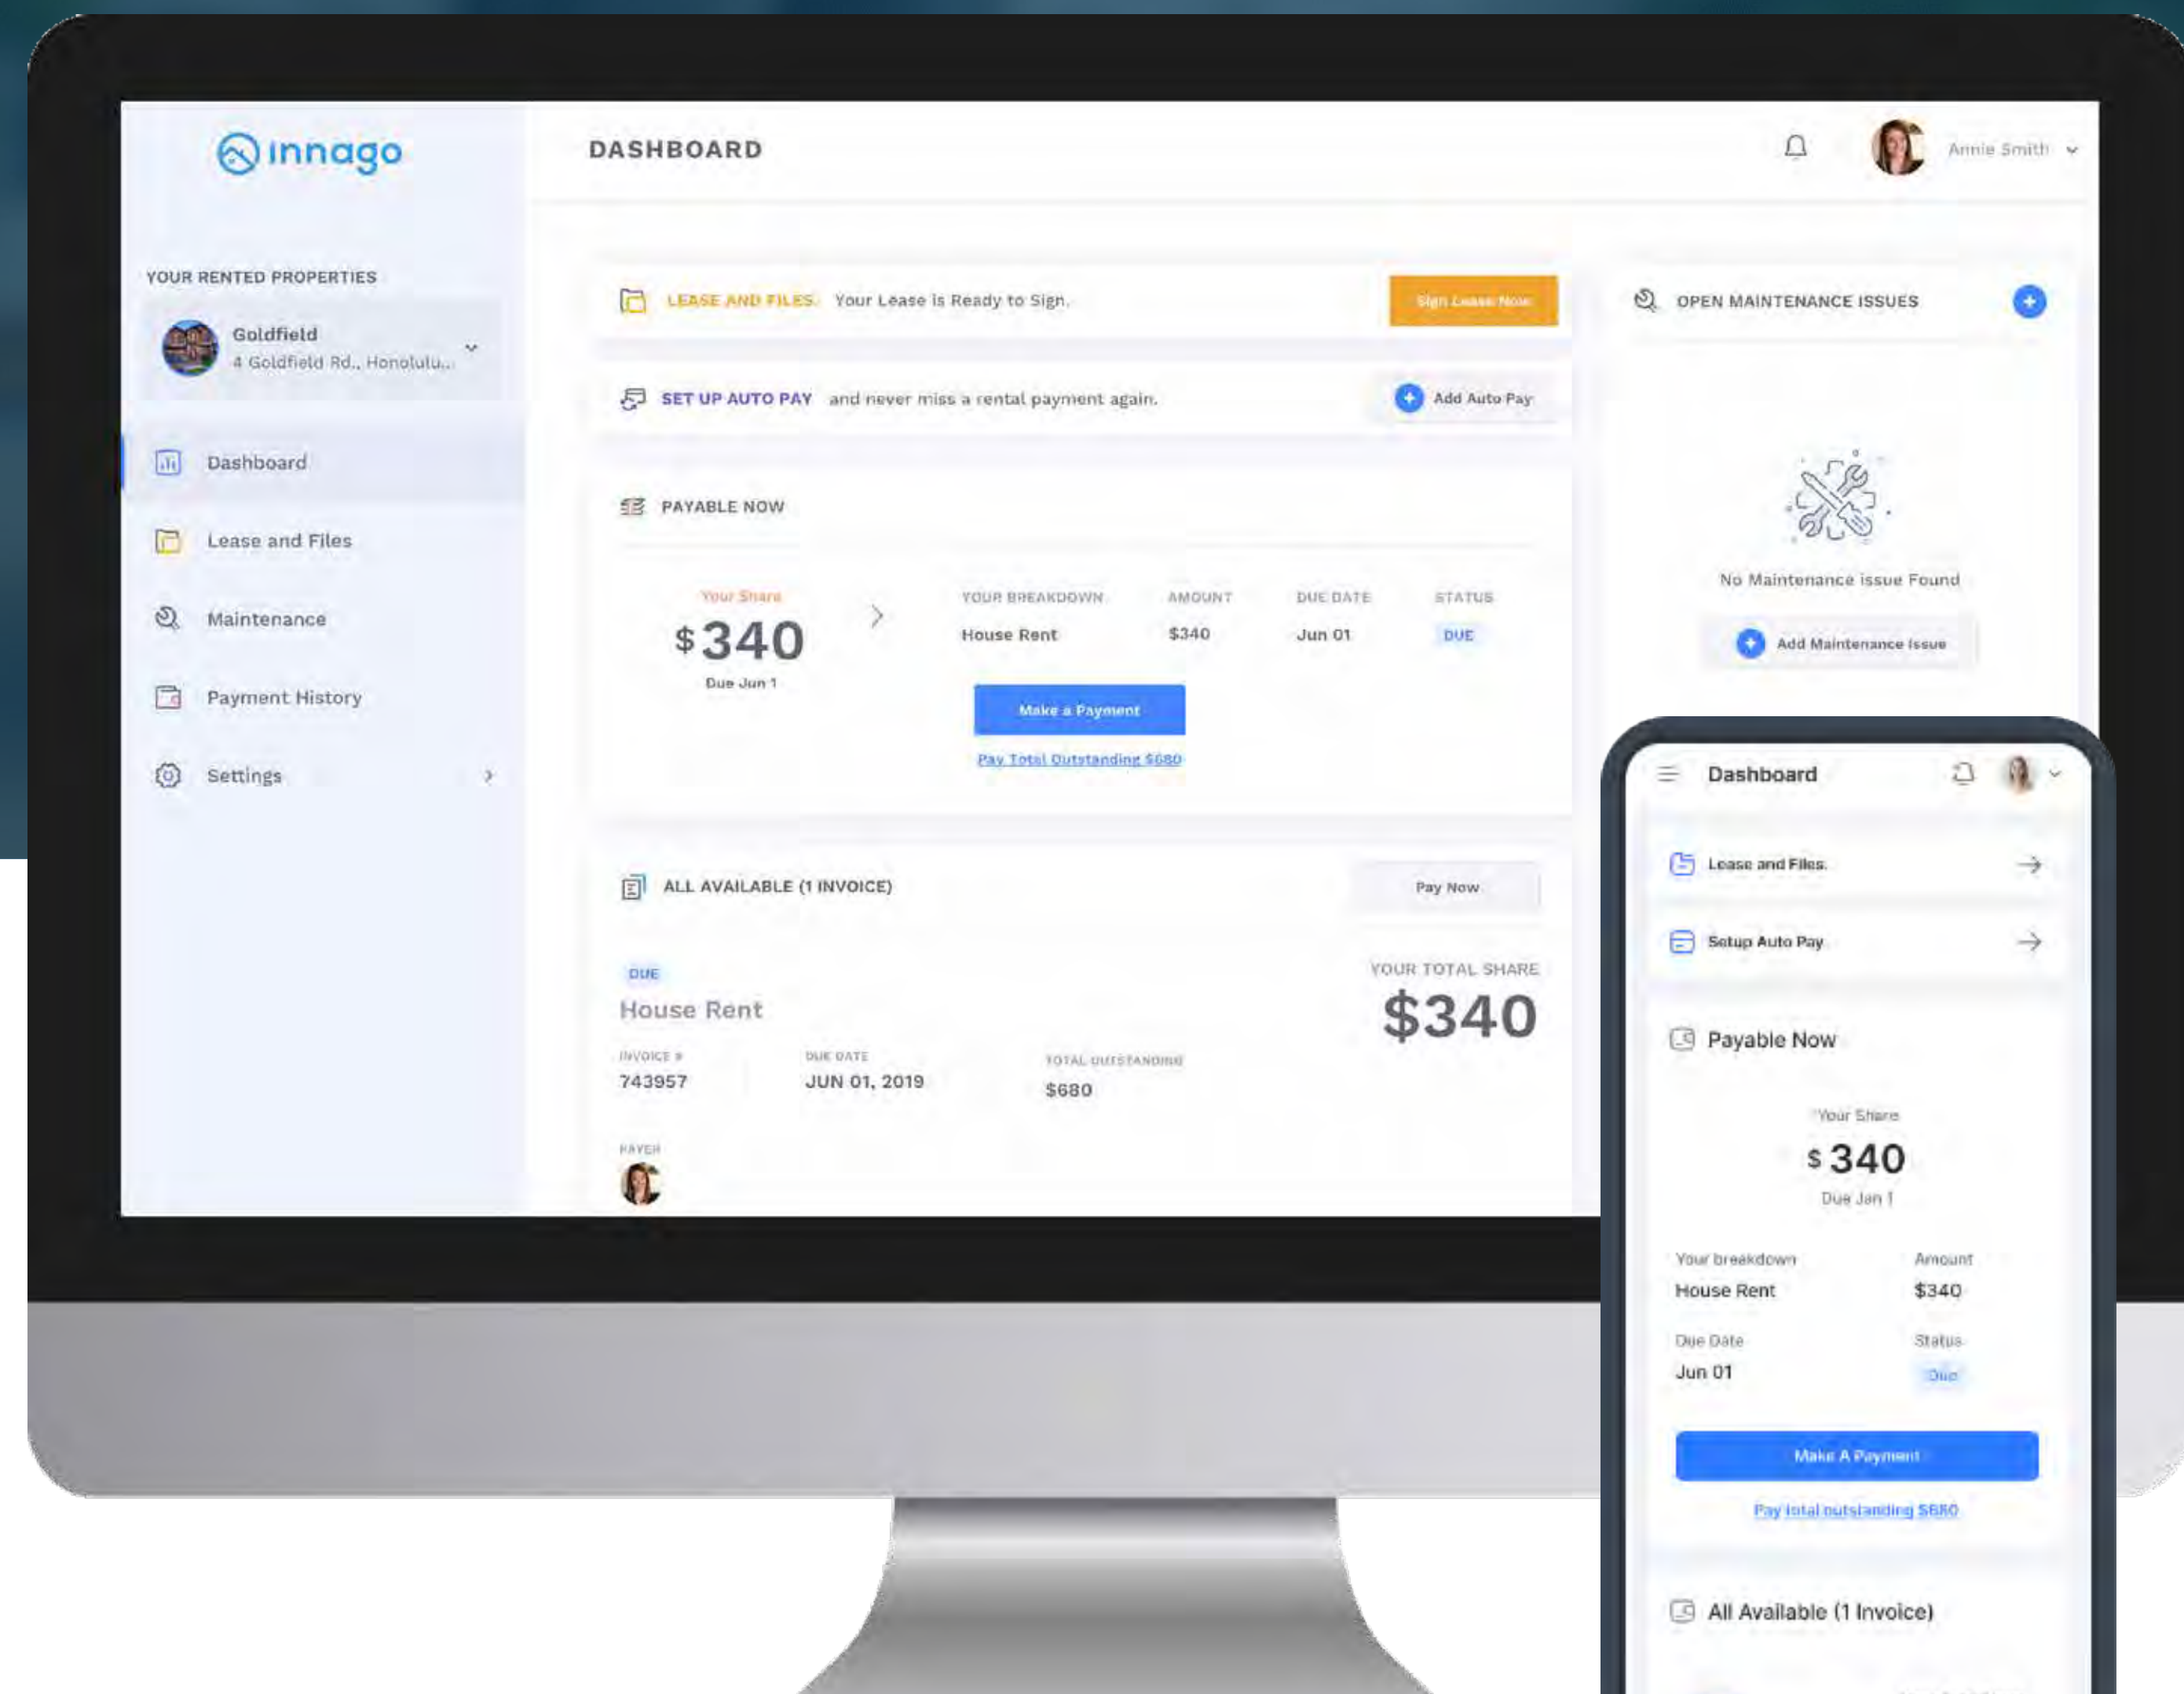 innago
DASHBOARD
Annie Smith
YOUR RENTED PROPERTIES
Goldfield
4 Goldfield Rd., Honolulu...
Dashboard
Lease and Files
Maintenance
Payment History
Settings
LEASE AND FILES. Your Lease is Ready to Sign.
Sign Lease Now
SET UP AUTO PAY and never miss a rental payment again.
Add Auto Pay
PAYABLE NOW
Your Share
$340
Due Jun 1
YOUR BREAKDOWN AMOUNT DUE DATE STATUS
House Rent $340 Jun 01 DUE
Make a Payment
Pay Total Outstanding $680
ALL AVAILABLE (1 INVOICE)
Pay Now
DUE
House Rent
YOUR TOTAL SHARE
$340
INVOICE # DUE DATE TOTAL OUTSTANDING
743957 JUN 01, 2019 $680
PAYER
OPEN MAINTENANCE ISSUES
No Maintenance issue Found
Add Maintenance Issue
Dashboard
Lease and Files.
Setup Auto Pay
Payable Now
Your Share
$340
Due Jan 1
Your breakdown Amount
House Rent $340
Due Date Status
Jun 01 Due
Make A Payment
Pay total outstanding $680
All Available (1 Invoice)